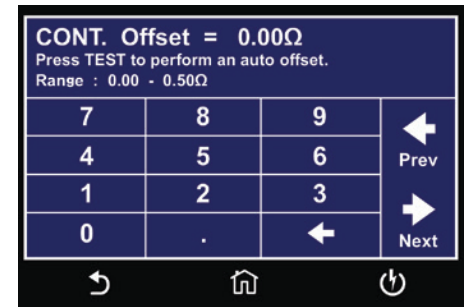 CONT. Offset = 0.00Ω
Press TEST to perform an auto offset.
Range : 0.00 - 0.50Ω
7 8 9
4 5 6
Prev
1 2 3
0 .
Next